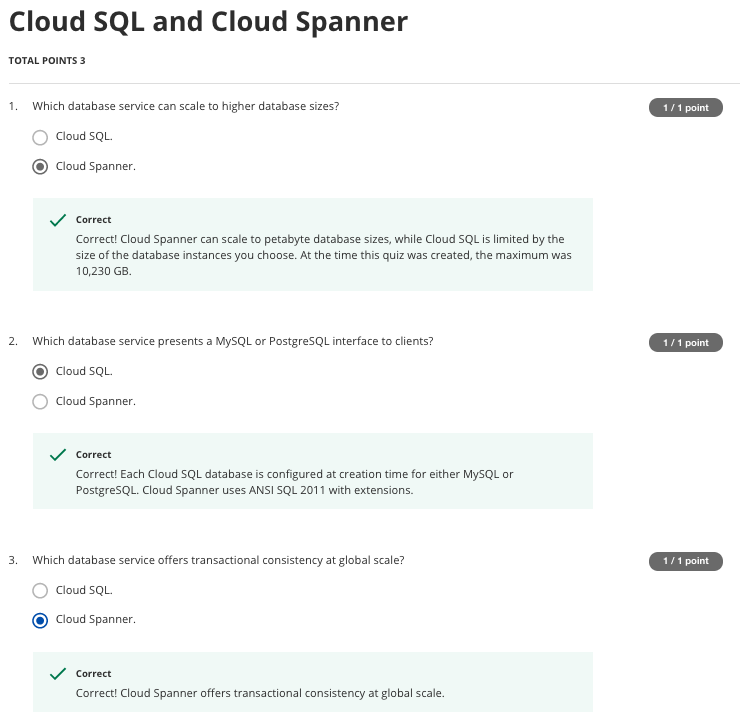 Cloud SQL and Cloud Spanner
TOTAL POINTS 3
1. Which database service can scale to higher database sizes?
1 / 1 point
Cloud SQL.
Cloud Spanner.
Correct
Correct! Cloud Spanner can scale to petabyte database sizes, while Cloud SQL is limited by the
size of the database instances you choose. At the time this quiz was created, the maximum was
10,230 GB.
2. Which database service presents a MySQL or PostgreSQL interface to clients?
1 / 1 point
Cloud SQL.
Cloud Spanner.
Correct
Correct! Each Cloud SQL database is configured at creation time for either MySQL or
PostgreSQL. Cloud Spanner uses ANSI SQL 2011 with extensions.
3. Which database service offers transactional consistency at global scale?
1 / 1 point
Cloud SQL.
Cloud Spanner.
Correct
Correct! Cloud Spanner offers transactional consistency at global scale.